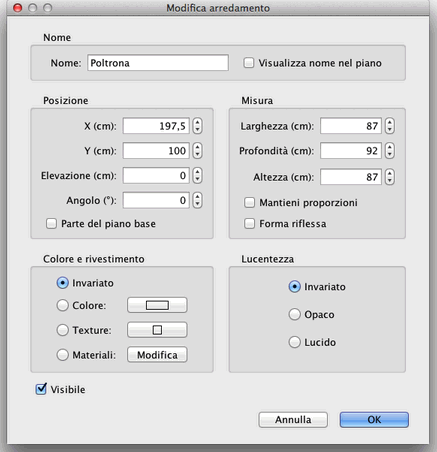 Modifica arredamento
Nome
Nome: Poltrona Visualizza nome nel piano
Posizione
X (cm): 197,5
Y (cm): 100
Elevazione (cm): 0
Angolo (°): 0
Parte del piano base
Misura
Larghezza (cm): 87
Profondità (cm): 92
Altezza (cm): 87
Mantieni proporzioni
Forma riflessa
Colore e rivestimento
Invariato
Colore:
Texture:
Materiali: Modifica
Lucentezza
Invariato
Opaco
Lucido
Visibile
Annulla OK